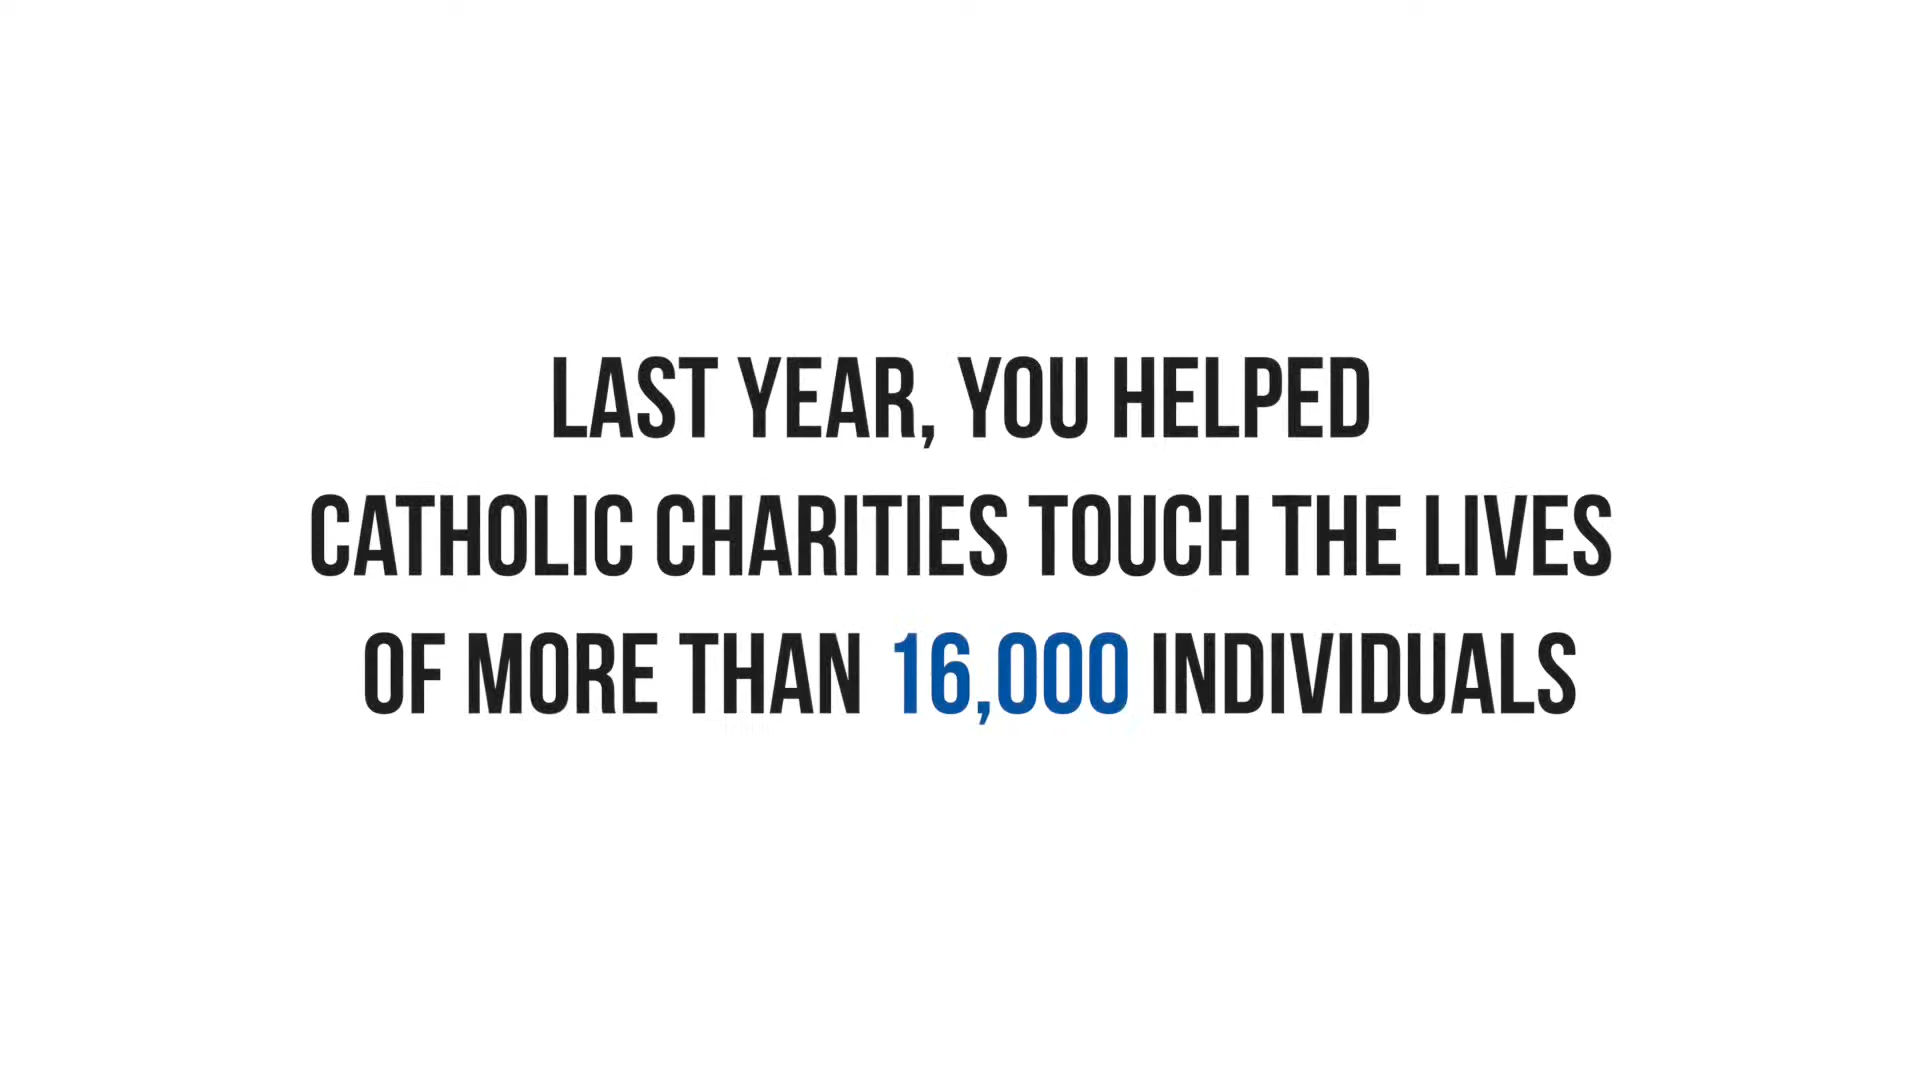 LAST YEAR, YOU HELPED
CATHOLIC CHARITIES TOUCH THE LIVES
OF MORE THAN 16,000 INDIVIDUALS